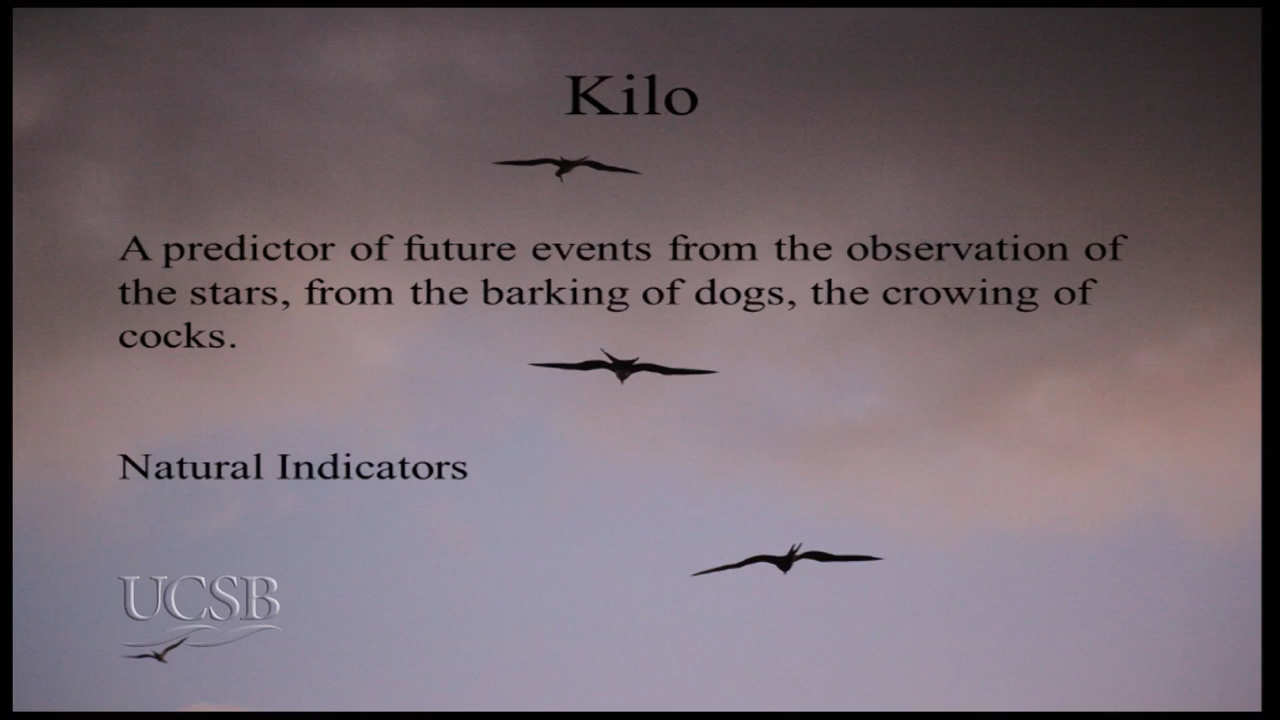 Kilo
A predictor of future events from the observation of
the stars, from the barking of dogs, the crowing of
cocks.
Natural Indicators
UCSB